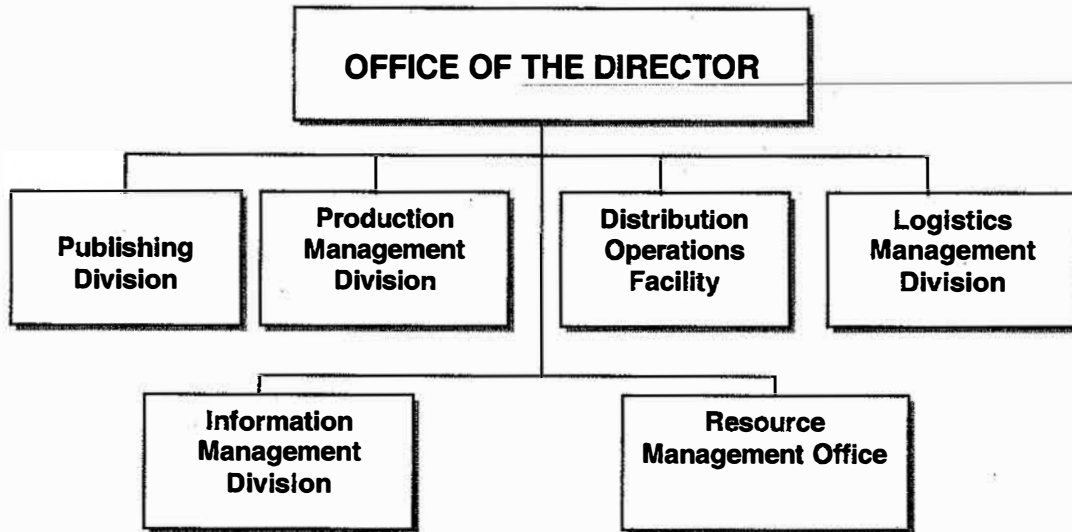 OFFICE OF THE DIRECTOR
Publishing
Division
Production
Management
Division
Distribution
Operations
Facility
Logistics
Management
Division
Information
Management
Division
Resource
Management Office